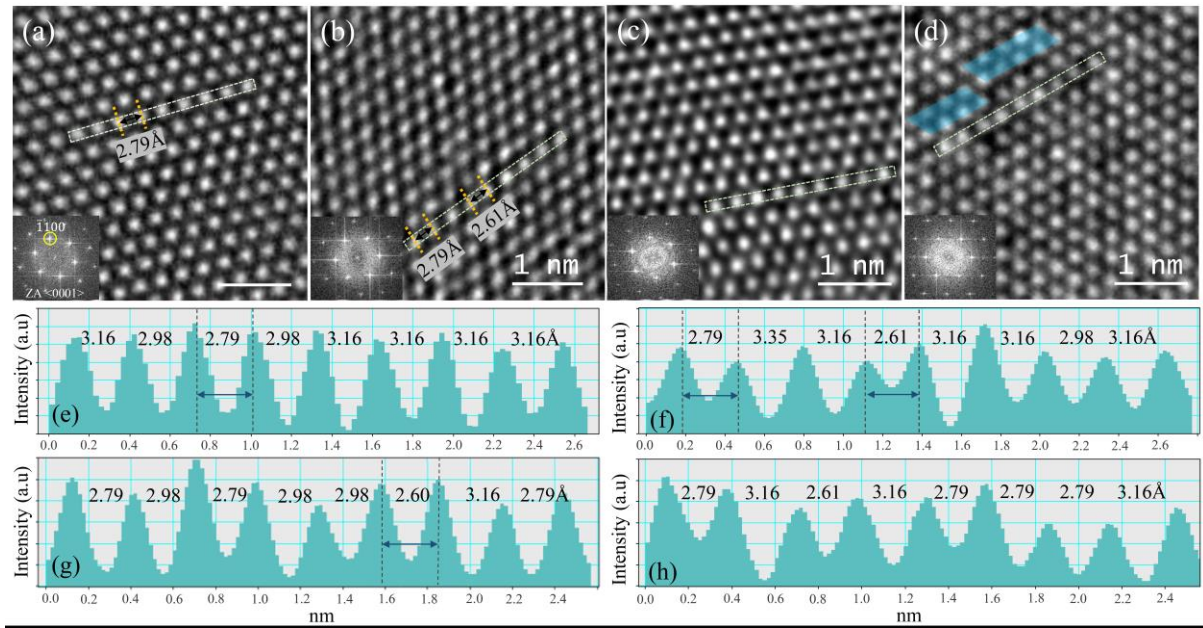 (a)
2.79Å
1100
ZA <0001>
(b)
2.79Å
2.61Å
1 nm
(c)
1 nm
(d)
1 nm
Intensity (a.u)
3.16 2.98 2.79 2.98 3.16 3.16 3.16 3.16Å
(e)
0.0 0.2 0.4 0.6 0.8 1.0 1.2 1.4 1.6 1.8 2.0 2.2 2.4
Intensity (a.u)
2.79 3.35 3.16 2.61 3.16 3.16 2.98 3.16Å
(f)
0.0 0.2 0.4 0.6 0.8 1.0 1.2 1.4 1.6 1.8 2.0 2.2 2.4 2.6
Intensity (a.u)
2.79 2.98 2.79 2.98 2.98 2.60 3.16 2.79Å
(g)
0.0 0.2 0.4 0.6 0.8 1.0 1.2 1.4 1.6 1.8 2.0 2.2 2.4
nm
Intensity (a.u)
2.79 3.16 2.61 3.16 2.79 2.79 2.79 3.16Å
(h)
0.0 0.2 0.4 0.6 0.8 1.0 1.2 1.4 1.6 1.8 2.0 2.2 2.4
nm